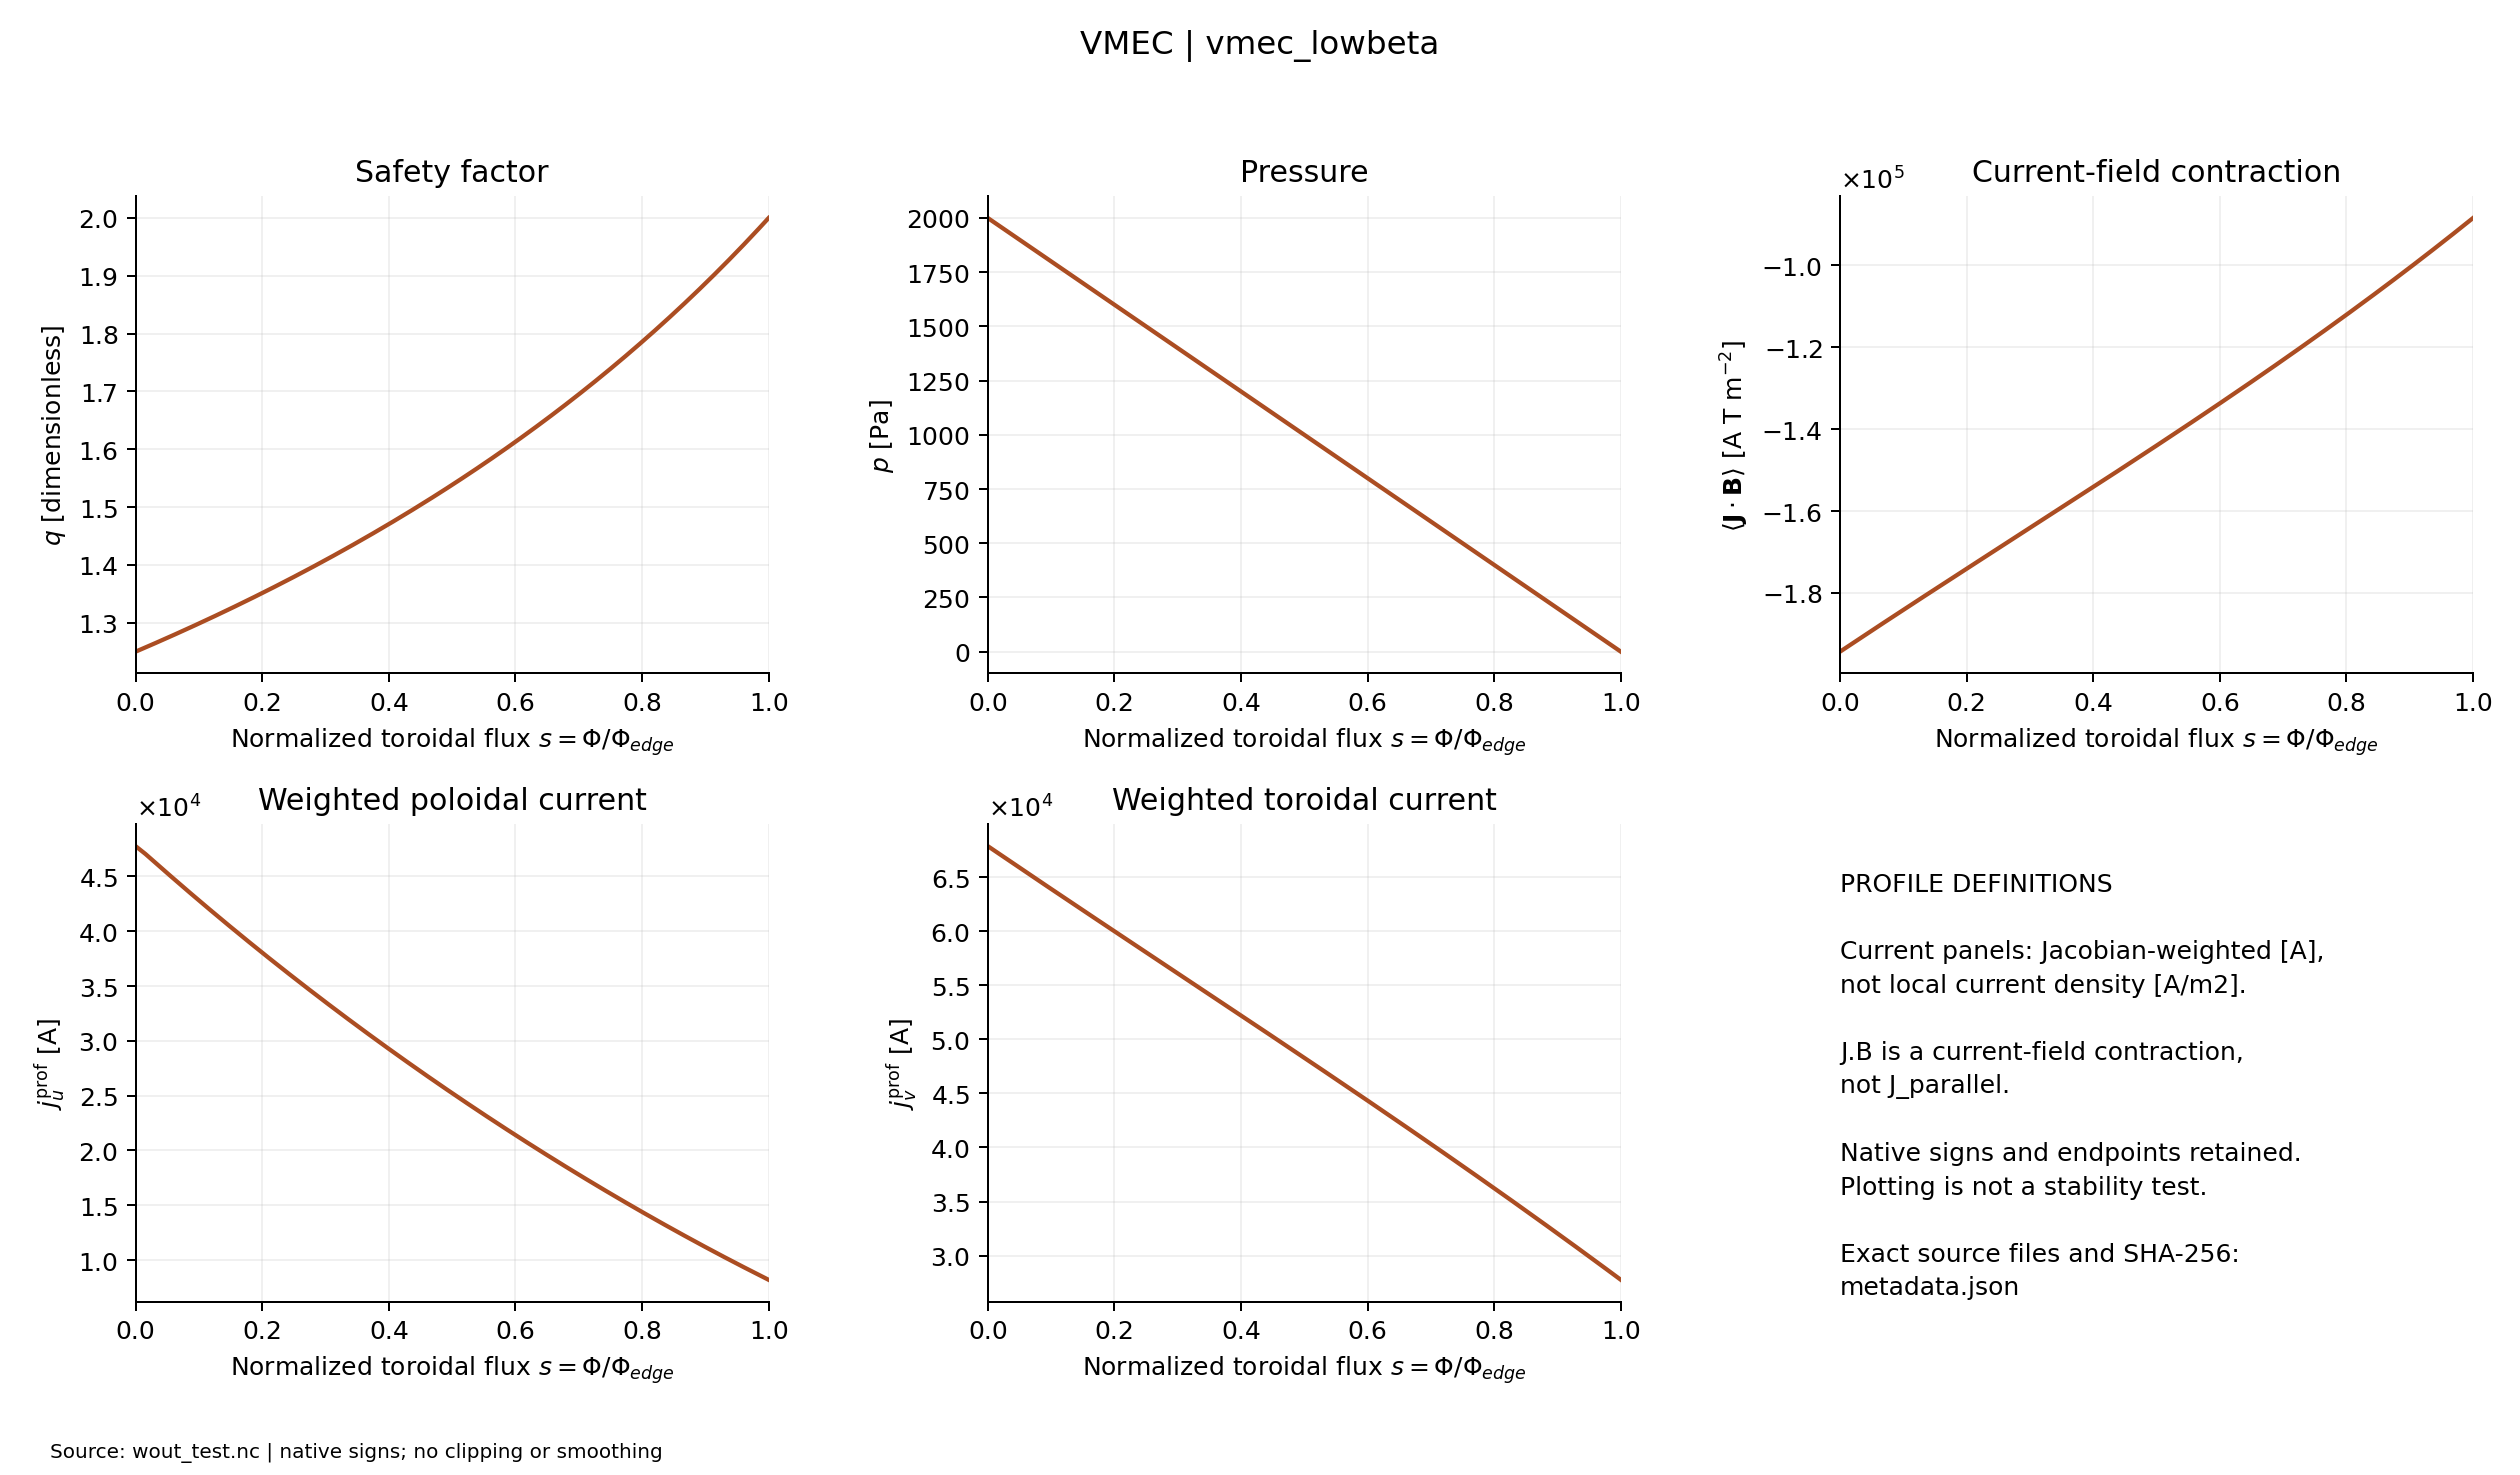 VMEC | vmec_lowbeta
Safety factor
q [dimensionless]
2.0
1.9
1.8
1.7
1.6
1.5
1.4
1.3
0.0 0.2 0.4 0.6 0.8 1.0
Normalized toroidal flux s = Φ/Φ_edge
Pressure
p [Pa]
2000
1750
1500
1250
1000
750
500
250
0
0.0 0.2 0.4 0.6 0.8 1.0
Normalized toroidal flux s = Φ/Φ_edge
×10⁵
Current-field contraction
⟨J · B⟩ [A T m⁻²]
−1.0
−1.2
−1.4
−1.6
−1.8
0.0 0.2 0.4 0.6 0.8 1.0
Normalized toroidal flux s = Φ/Φ_edge
×10⁴
Weighted poloidal current
j_u^prof [A]
4.5
4.0
3.5
3.0
2.5
2.0
1.5
1.0
0.0 0.2 0.4 0.6 0.8 1.0
Normalized toroidal flux s = Φ/Φ_edge
×10⁴
Weighted toroidal current
j_v^prof [A]
6.5
6.0
5.5
5.0
4.5
4.0
3.5
3.0
0.0 0.2 0.4 0.6 0.8 1.0
Normalized toroidal flux s = Φ/Φ_edge
PROFILE DEFINITIONS
Current panels: Jacobian-weighted [A],
not local current density [A/m2].
J.B is a current-field contraction,
not J_parallel.
Native signs and endpoints retained.
Plotting is not a stability test.
Exact source files and SHA-256:
metadata.json
Source: wout_test.nc | native signs; no clipping or smoothing